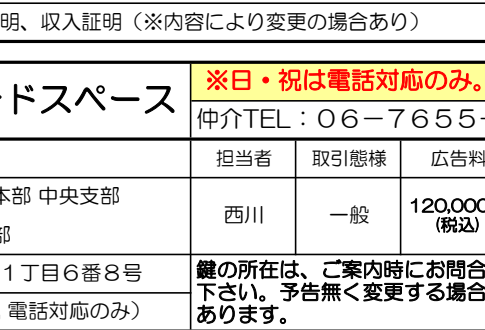 明、収入証明（※内容により変更の場合あり）
ドスペース
※日・祝は電話対応のみ。
仲介TEL：06－7655－
担当者 取引態様 広告料
本部 中央支部
西川 一般 120,000
(税込)
部
1丁目6番8号
電話対応のみ）
鍵の所在は、ご案内時にお問合
下さい。予告無く変更する場合
あります。